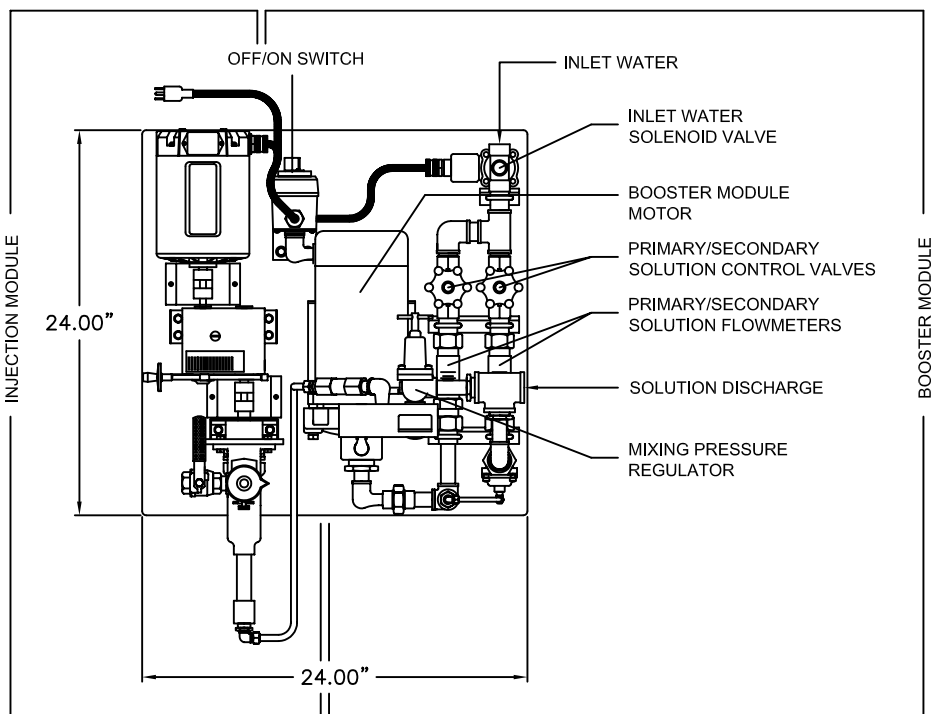 OFF/ON SWITCH
INLET WATER
INLET WATER
SOLENOID VALVE
BOOSTER MODULE
MOTOR
PRIMARY/SECONDARY
SOLUTION CONTROL VALVES
PRIMARY/SECONDARY
SOLUTION FLOWMETERS
SOLUTION DISCHARGE
MIXING PRESSURE
REGULATOR
INJECTION MODULE
24.00”
BOOSTER MODULE
24.00”